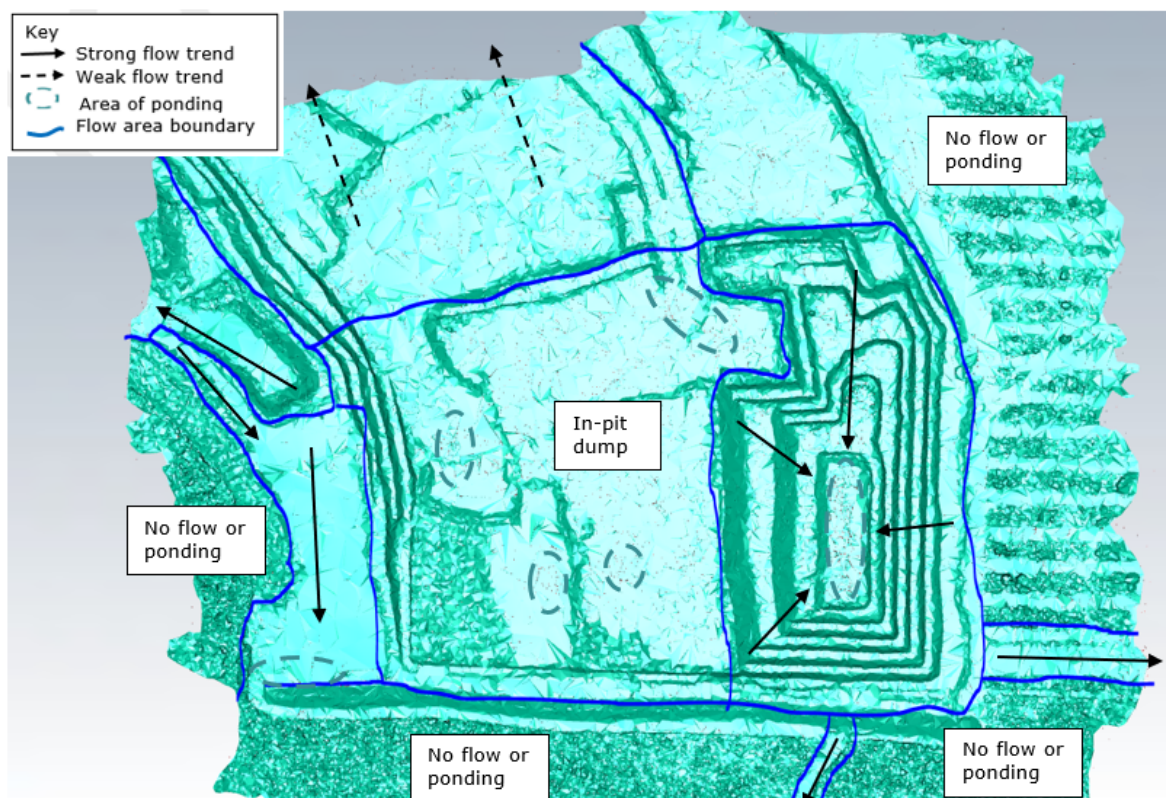 Key
Strong flow trend
Weak flow trend
Area of ponding
Flow area boundary
No flow or
ponding
In-pit
dump
No flow or
ponding
No flow or
ponding
No flow or
ponding